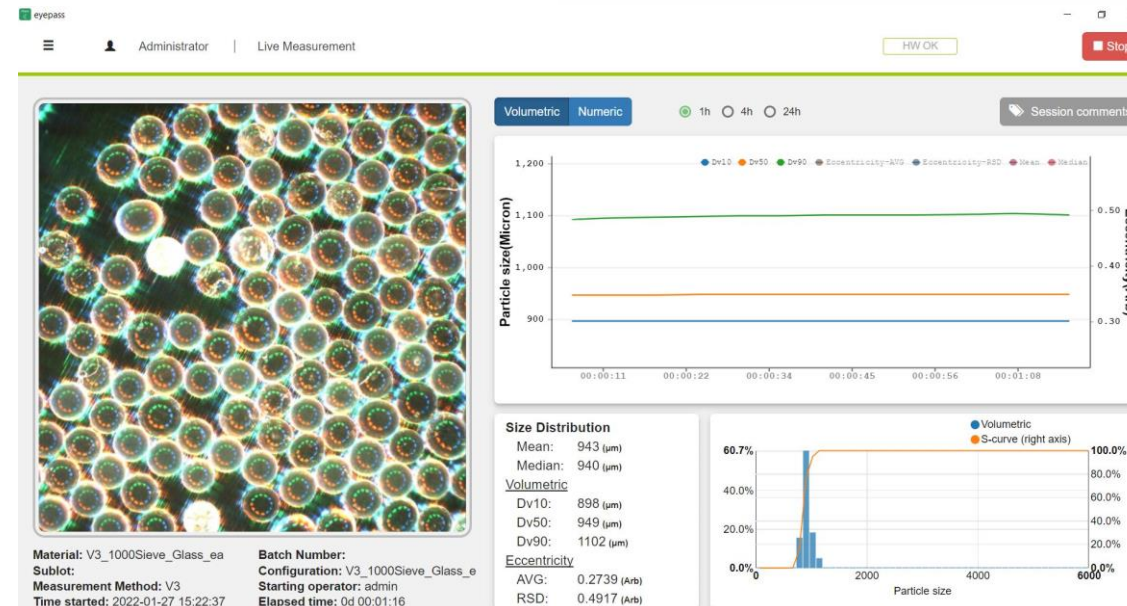 eyepass
Administrator | Live Measurement
HW OK
Stop
Volumetric Numeric 1h 4h 24h
Session comments
Dv10 Dv50 Dv90 Eccentricity-AVG Eccentricity-RSD Mean Median
Particle size(Micron)
1,200
1,100
1,000
900
0.50
0.40
0.30
00:00:11 00:00:22 00:00:34 00:00:45 00:00:56 00:01:08
Size Distribution
Mean: 943 (µm)
Median: 940 (µm)
Volumetric
Dv10: 898 (µm)
Dv50: 949 (µm)
Dv90: 1102 (µm)
Eccentricity
AVG: 0.2739 (Arb)
RSD: 0.4917 (Arb)
Volumetric
S-curve (right axis)
60.7%
40.0%
20.0%
0.0%
100.0%
80.0%
60.0%
40.0%
20.0%
0.0%
0 2000 4000 6000
Particle size
Material: V3_1000Sieve_Glass_ea
Sublot:
Measurement Method: V3
Time started: 2022-01-27 15:22:37
Batch Number:
Configuration: V3_1000Sieve_Glass_e
Starting operator: admin
Elapsed time: 0d 00:01:16